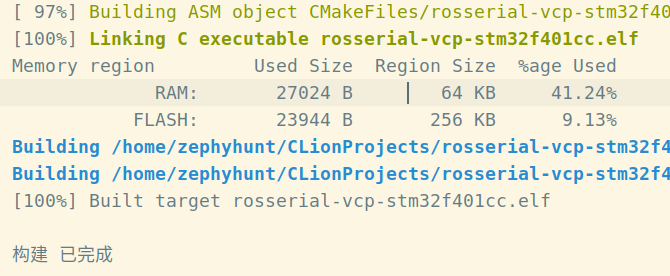 [ 97%] Building ASM object CMakeFiles/rosserial-vcp-stm32f40
[100%] Linking C executable rosserial-vcp-stm32f401cc.elf
Memory region         Used Size  Region Size  %age Used
             RAM:       27024 B        64 KB     41.24%
           FLASH:       23944 B       256 KB      9.13%
Building /home/zephyhunt/CLionProjects/rosserial-vcp-stm32f4
Building /home/zephyhunt/CLionProjects/rosserial-vcp-stm32f4
[100%] Built target rosserial-vcp-stm32f401cc.elf
构建 已完成